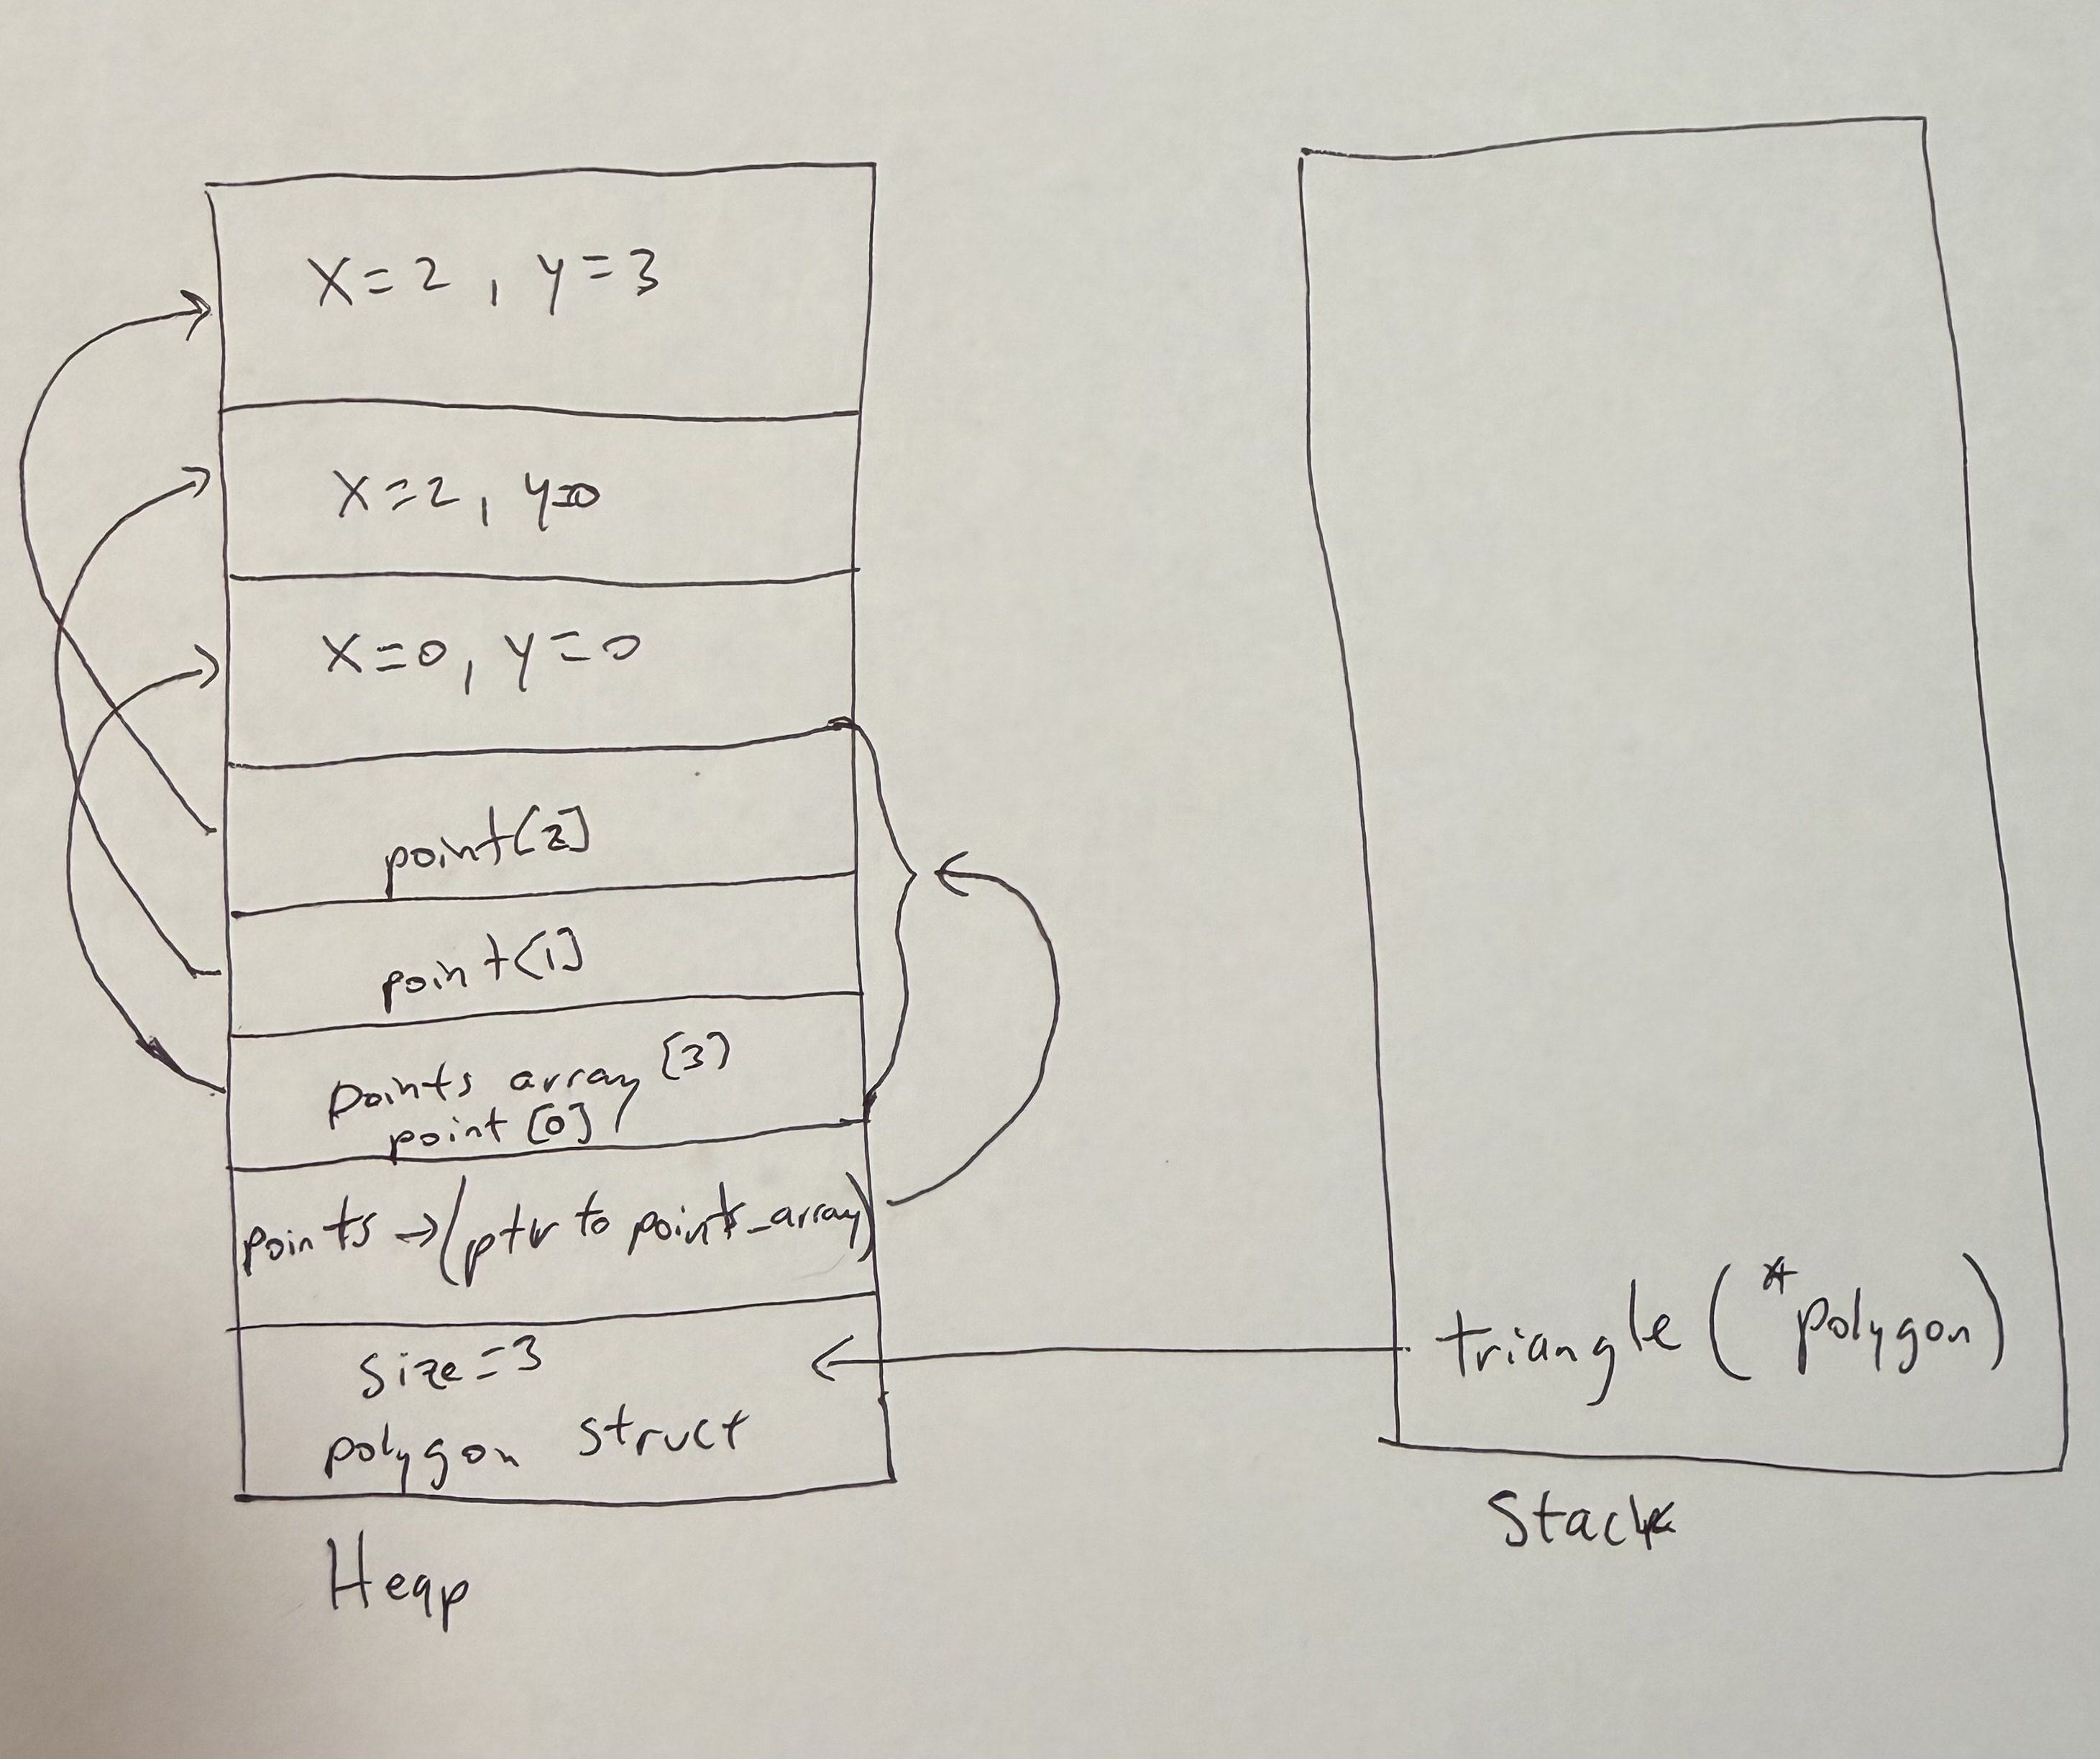 X=2, y=3
X=2, y=0
X=0, y=0
point[2]
point[1]
points array [3]
point [0]
points → (ptr to points_array)
Size=3
polygon struct
Heap
triangle (*polygon)
Stack